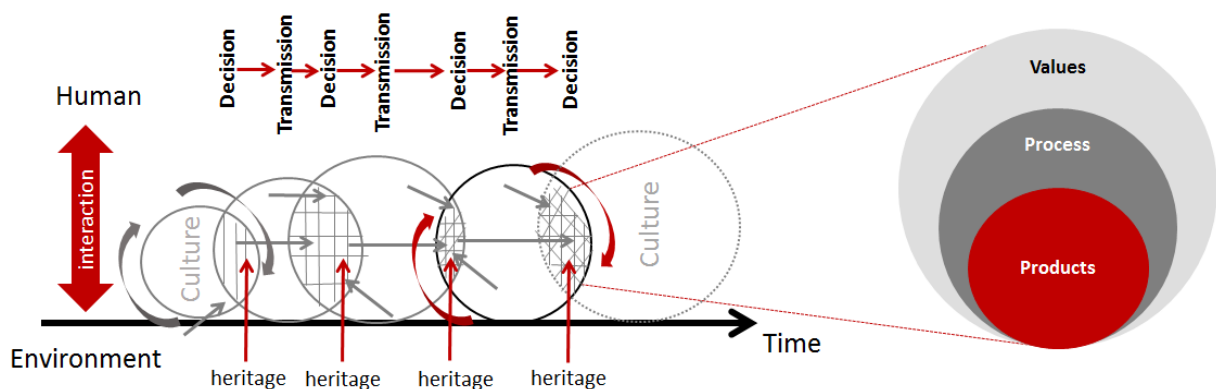 Decision
Transmission
Decision
Transmission
Decision
Transmission
Decision
Human
interaction
Environment
Culture
Culture
Time
heritage
heritage
heritage
heritage
Values
Process
Products